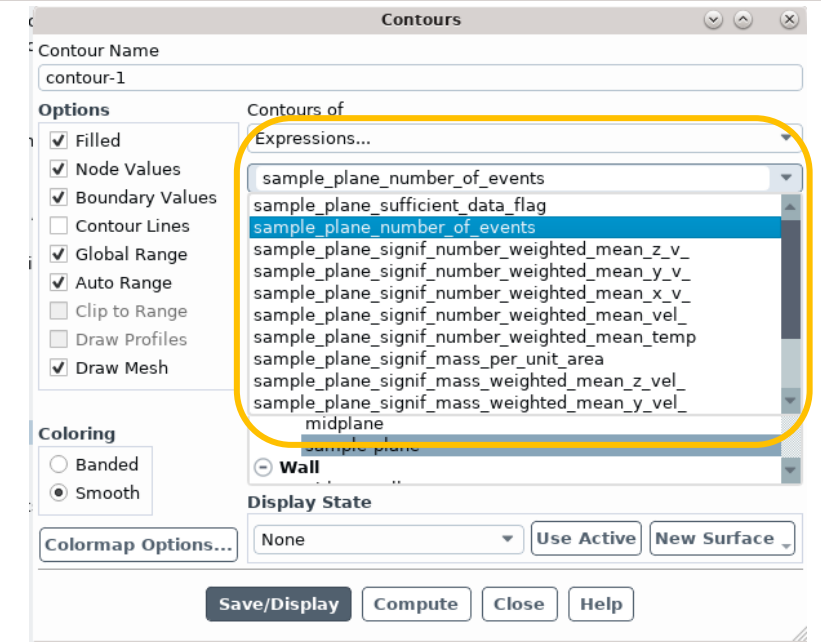 Contours
Contour Name
contour-1
Options
Filled
Node Values
Boundary Values
Contour Lines
Global Range
Auto Range
Clip to Range
Draw Profiles
Draw Mesh
Coloring
Banded
Smooth
Colormap Options...
Contours of
Expressions...
sample_plane_number_of_events
sample_plane_sufficient_data_flag
sample_plane_number_of_events
sample_plane_signif_number_weighted_mean_z_v_
sample_plane_signif_number_weighted_mean_y_v_
sample_plane_signif_number_weighted_mean_x_v_
sample_plane_signif_number_weighted_mean_vel_
sample_plane_signif_number_weighted_mean_temp
sample_plane_signif_mass_per_unit_area
sample_plane_signif_mass_weighted_mean_z_vel_
sample_plane_signif_mass_weighted_mean_y_vel_
midplane
Wall
Display State
None
Use Active
New Surface
Save/Display
Compute
Close
Help